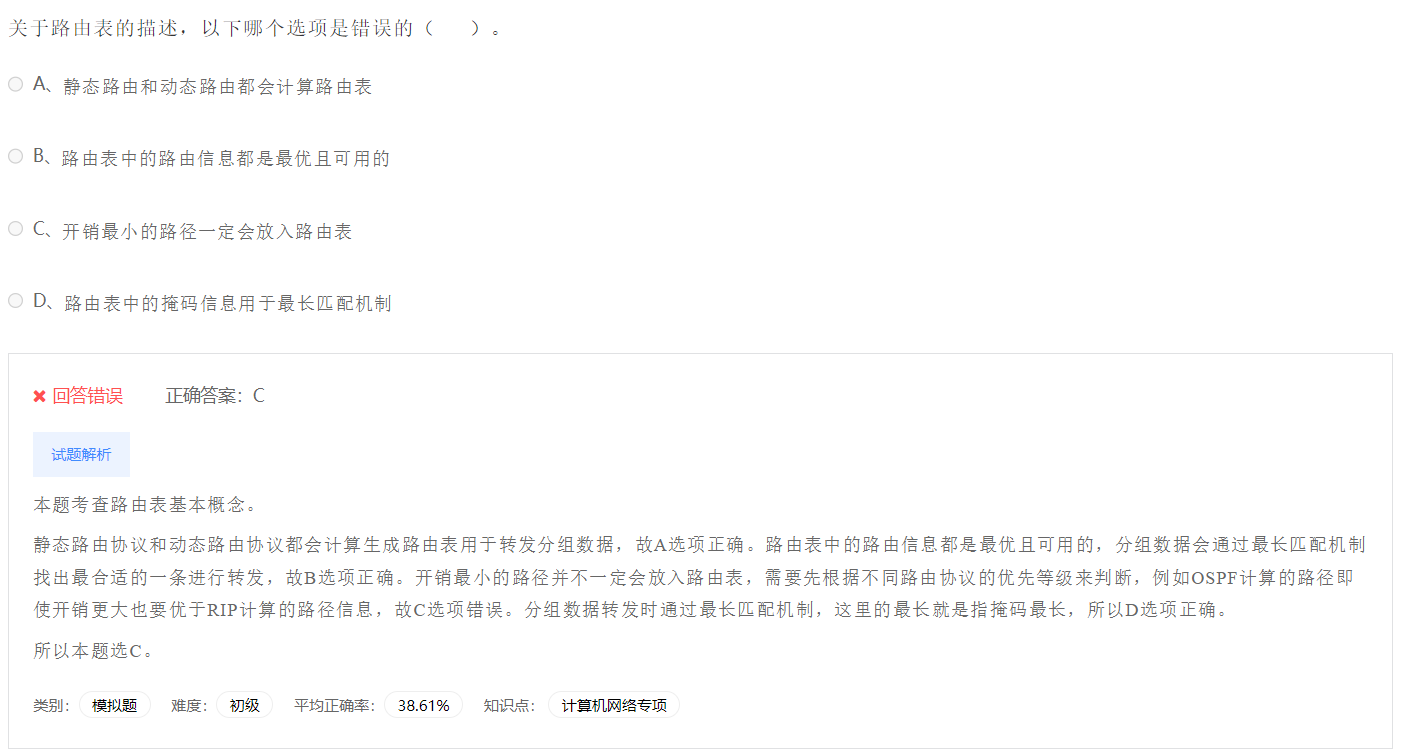 关于路由表的描述，以下哪个选项是错误的（　　）。
A、静态路由和动态路由都会计算路由表
B、路由表中的路由信息都是最优且可用的
C、开销最小的路径一定会放入路由表
D、路由表中的掩码信息用于最长匹配机制
回答错误 正确答案：C
试题解析
本题考查路由表基本概念。
静态路由协议和动态路由协议都会计算生成路由表用于转发分组数据，故A选项正确。路由表中的路由信息都是最优且可用的，分组数据会通过最长匹配机制
找出最合适的一条进行转发，故B选项正确。开销最小的路径并不一定会放入路由表，需要先根据不同路由协议的优先等级来判断，例如OSPF计算的路径即
使开销更大也要优于RIP计算的路径信息，故C选项错误。分组数据转发时通过最长匹配机制，这里的最长就是指掩码最长，所以D选项正确。
所以本题选C。
类别： 模拟题 难度： 初级 平均正确率： 38.61% 知识点： 计算机网络专项